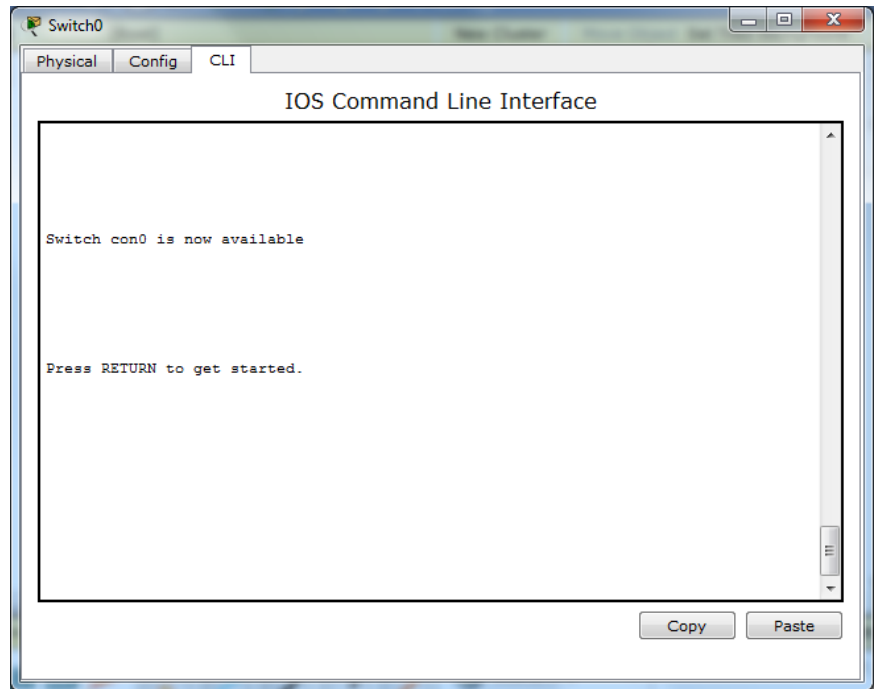 Switch0
Physical Config CLI
IOS Command Line Interface
Switch con0 is now available
Press RETURN to get started.
Copy Paste